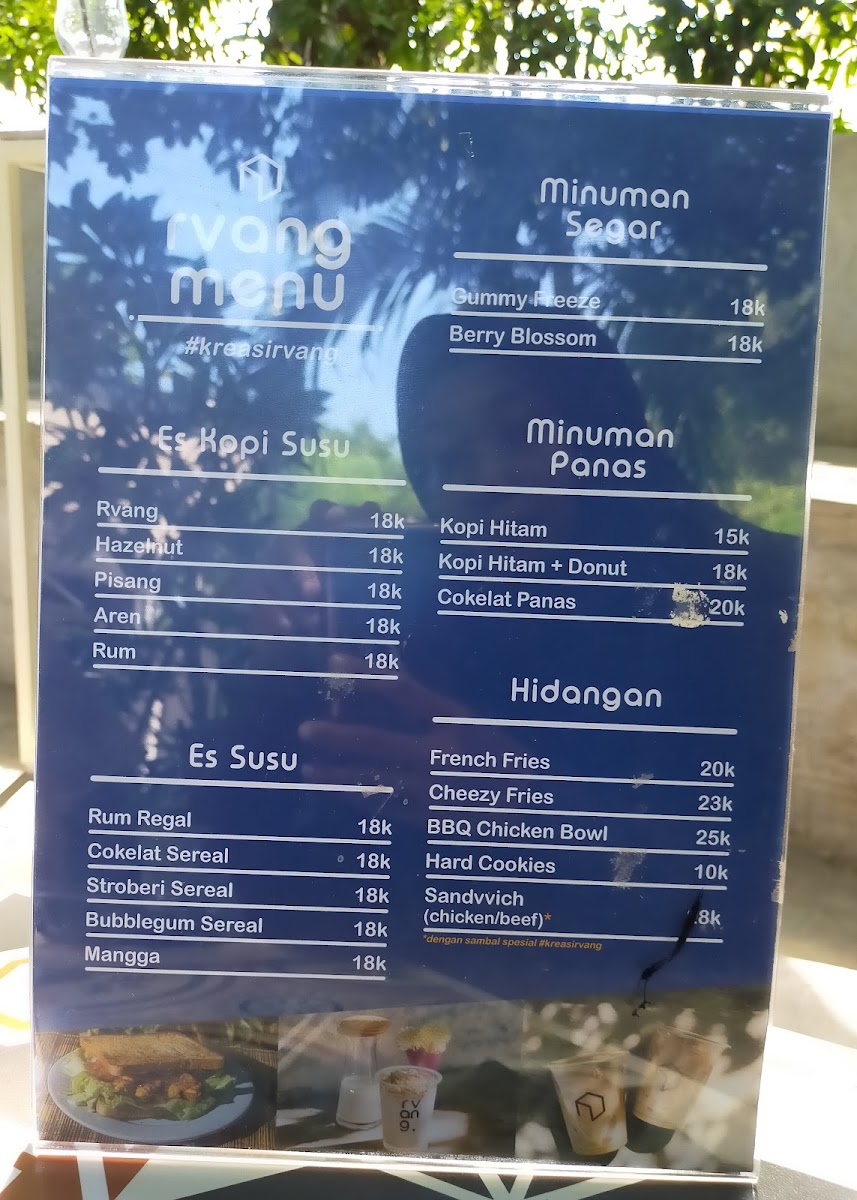 rvang
menu
#kreasirvang
Es Kopi Susu
Rvang 18k
Hazelnut 18k
Pisang 18k
Aren 18k
Rum 18k
Es Susu
Rum Regal 18k
Cokelat Sereal 18k
Stroberi Sereal 18k
Bubblegum Sereal 18k
Mangga 18k
Minuman
Segar
Gummy Freeze 18k
Berry Blossom 18k
Minuman
Panas
Kopi Hitam 15k
Kopi Hitam + Donut 18k
Cokelat Panas 20k
Hidangan
French Fries 20k
Cheezy Fries 23k
BBQ Chicken Bowl 25k
Hard Cookies 10k
Sandvvich
(chicken/beef)*
*dengan sambal spesial #kreasirvang
rv
an
g.